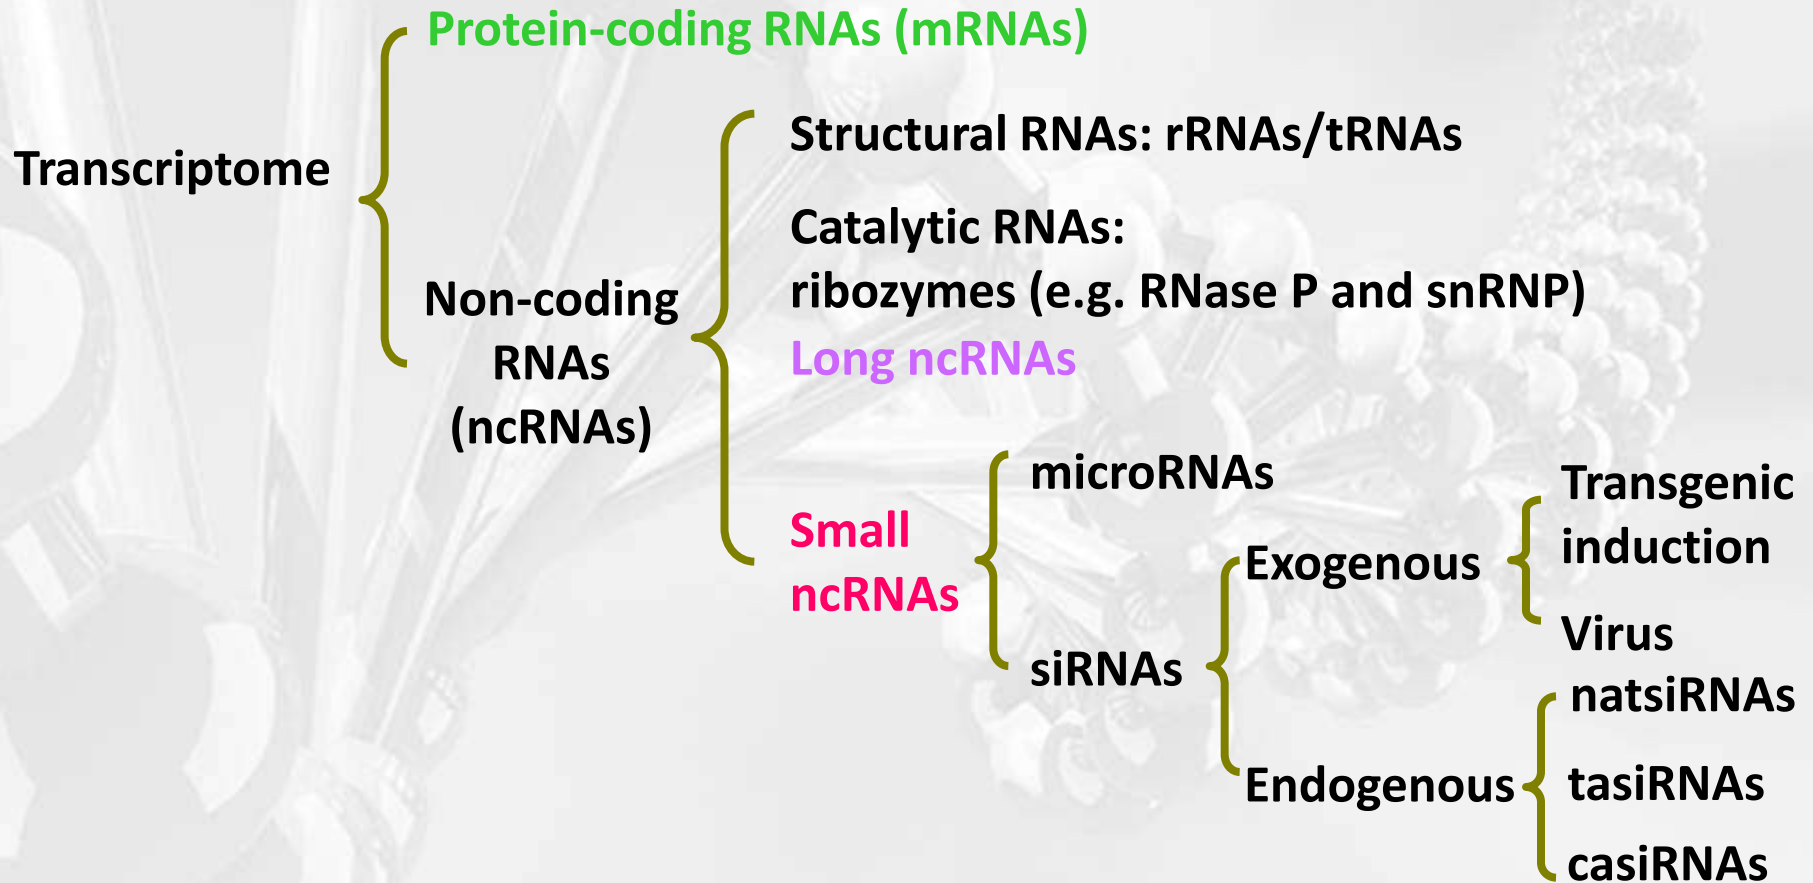 Protein-coding RNAs (mRNAs)
Transcriptome
Structural RNAs: rRNAs/tRNAs
Catalytic RNAs:
ribozymes (e.g. RNase P and snRNP)
Non-coding
RNAs
(ncRNAs)
Long ncRNAs
Small
ncRNAs
microRNAs
siRNAs
Exogenous
Transgenic
induction
Virus
Endogenous
natsiRNAs
tasiRNAs
casiRNAs